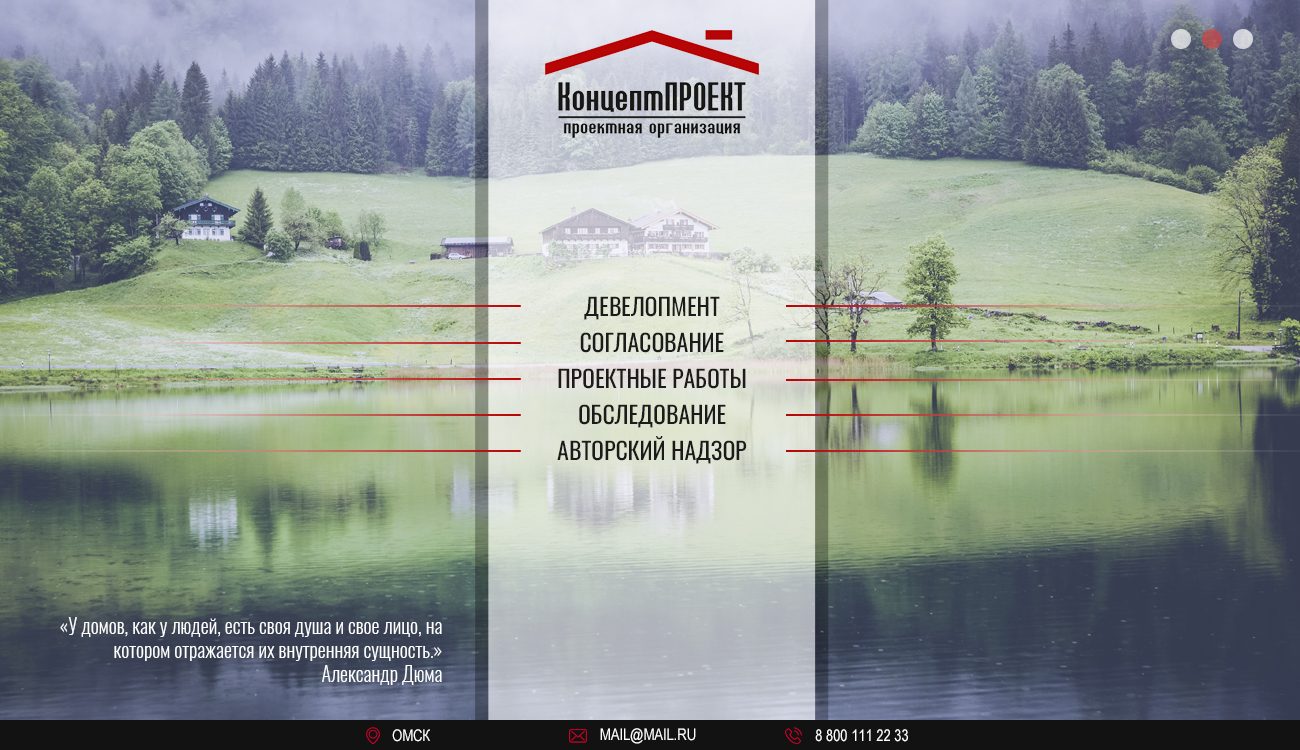 КонцептПРОЕКТ
проектная организация
ДЕВЕЛОПМЕНТ
СОГЛАСОВАНИЕ
ПРОЕКТНЫЕ РАБОТЫ
ОБСЛЕДОВАНИЕ
АВТОРСКИЙ НАДЗОР
«У домов, как у людей, есть своя душа и свое лицо, на
котором отражается их внутренняя сущность.»
Александр Дюма
ОМСК
MAIL@MAIL.RU
8 800 111 22 33